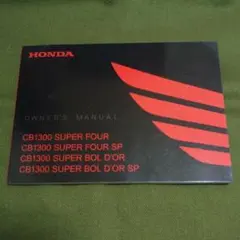 HONDA
OWNER'S MANUAL
CB1300 SUPER FOUR
CB1300 SUPER FOUR SP
CB1300 SUPER BOL D'OR
CB1300 SUPER BOL D'OR SP